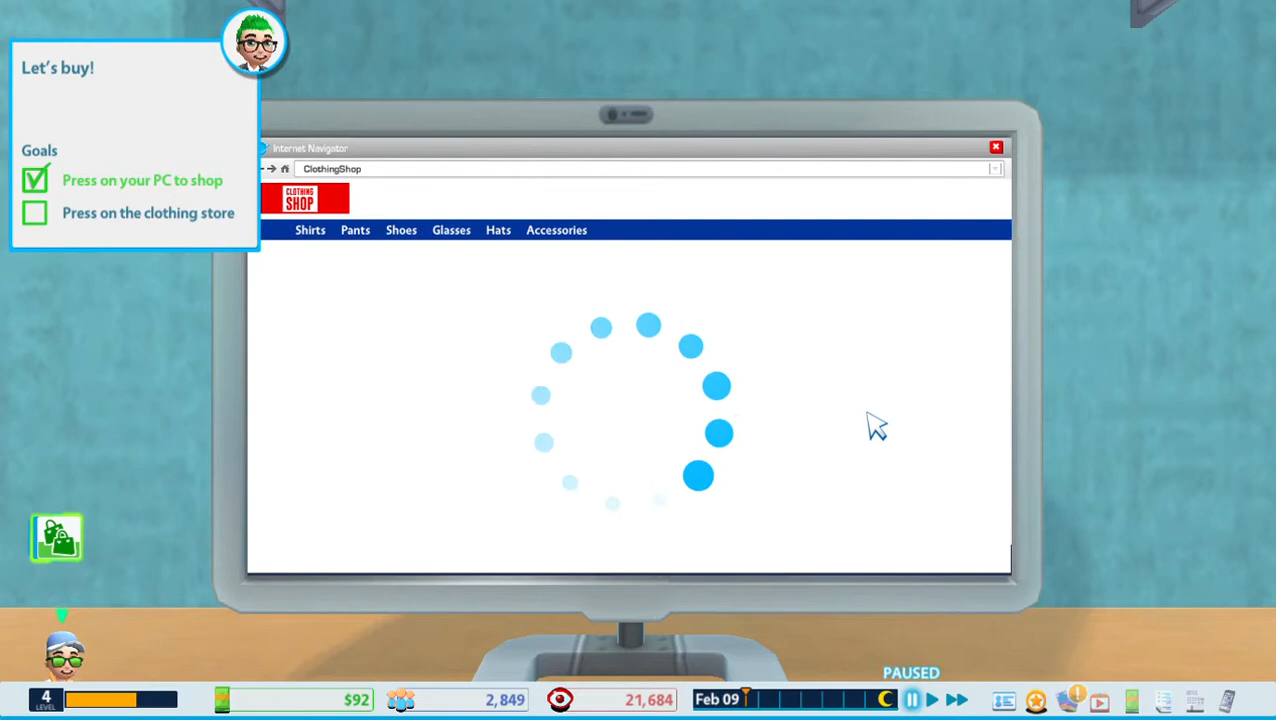 Let's buy!
Goals
Press on your PC to shop
Press on the clothing store
Internet Navigator
ClothingShop
CLOTHING
SHOP
Shirts Pants Shoes Glasses Hats Accessories
PAUSED
4
LEVEL
$92
2,849
21,684
Feb 09